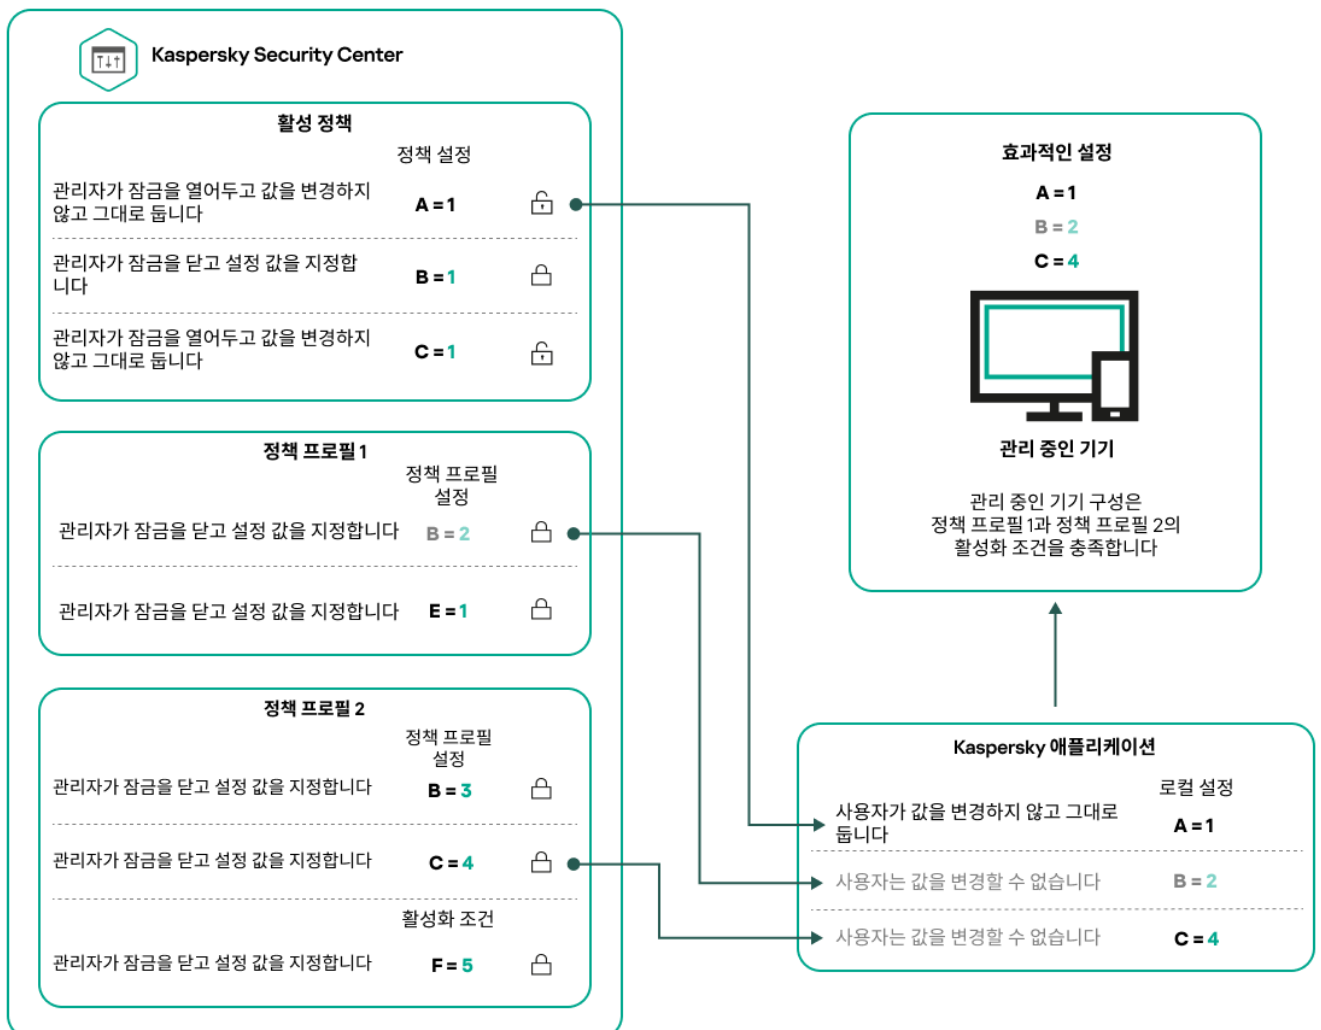 Kaspersky Security Center
활성 정책
정책 설정
관리자가 잠금을 열어두고 값을 변경하지
않고 그대로 둡니다
A = 1
관리자가 잠금을 닫고 설정 값을 지정합
니다
B = 1
관리자가 잠금을 열어두고 값을 변경하지
않고 그대로 둡니다
C = 1
정책 프로필 1
정책 프로필
설정
관리자가 잠금을 닫고 설정 값을 지정합니다
B = 2
관리자가 잠금을 닫고 설정 값을 지정합니다
E = 1
정책 프로필 2
정책 프로필
설정
관리자가 잠금을 닫고 설정 값을 지정합니다
B = 3
관리자가 잠금을 닫고 설정 값을 지정합니다
C = 4
활성화 조건
관리자가 잠금을 닫고 설정 값을 지정합니다
F = 5
효과적인 설정
A = 1
B = 2
C = 4
관리 중인 기기
관리 중인 기기 구성은
정책 프로필 1과 정책 프로필 2의
활성화 조건을 충족합니다
Kaspersky 애플리케이션
로컬 설정
사용자가 값을 변경하지 않고 그대로
둡니다
A = 1
사용자는 값을 변경할 수 없습니다
B = 2
사용자는 값을 변경할 수 없습니다
C = 4